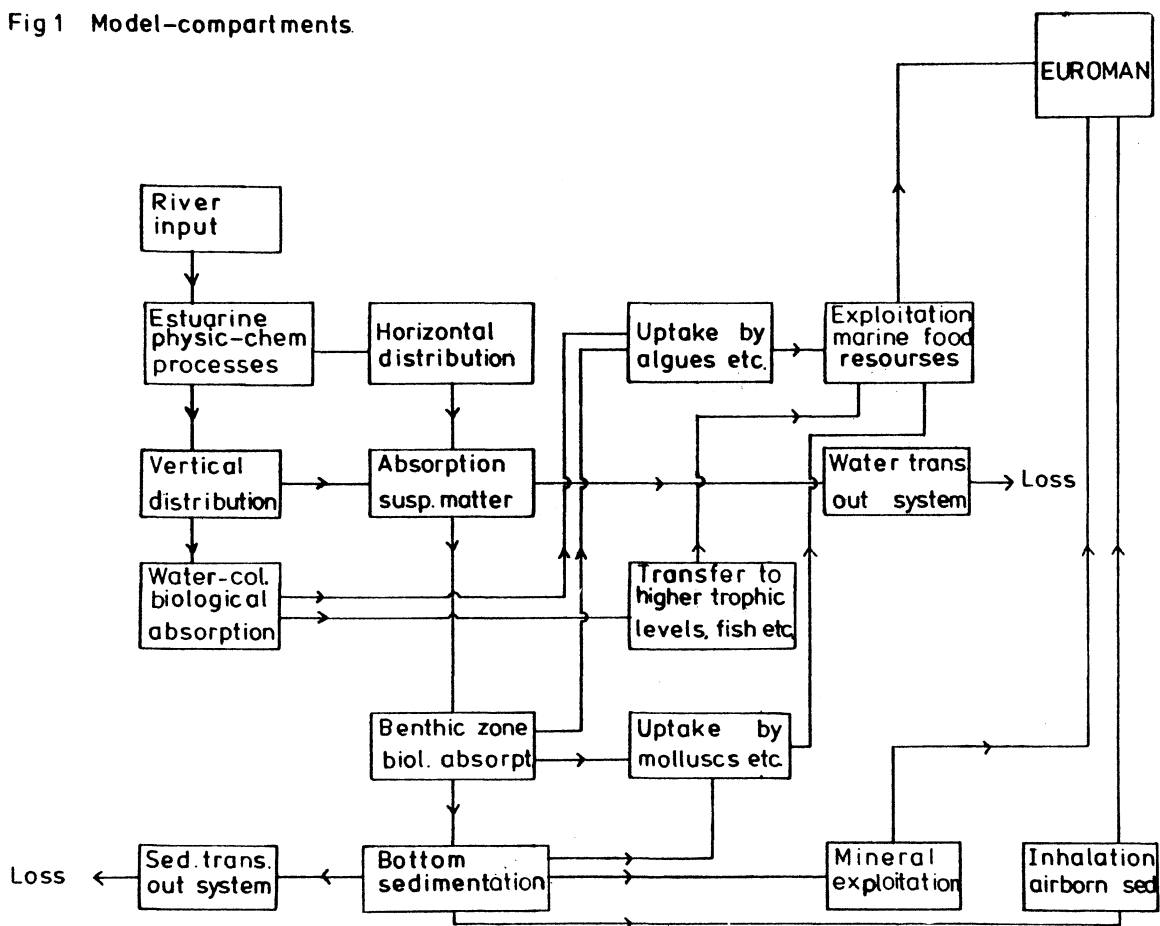 Fig 1 Model-compartments.
EUROMAN
River
input
Estuarine
physic-chem
processes
Horizontal
distribution
Uptake by
algues etc.
Exploitation
marine food
resourses
Vertical
distribution
Absorption
susp. matter
Water trans
out system
Loss
Water-col.
biological
absorption
Transfer to
higher trophic
levels, fish etc
Benthic zone
biol. absorpt
Uptake by
molluscs etc.
Loss
Sed. trans.
out system
Bottom
sedimentation
Mineral
exploitation
Inhalation
airborn sed